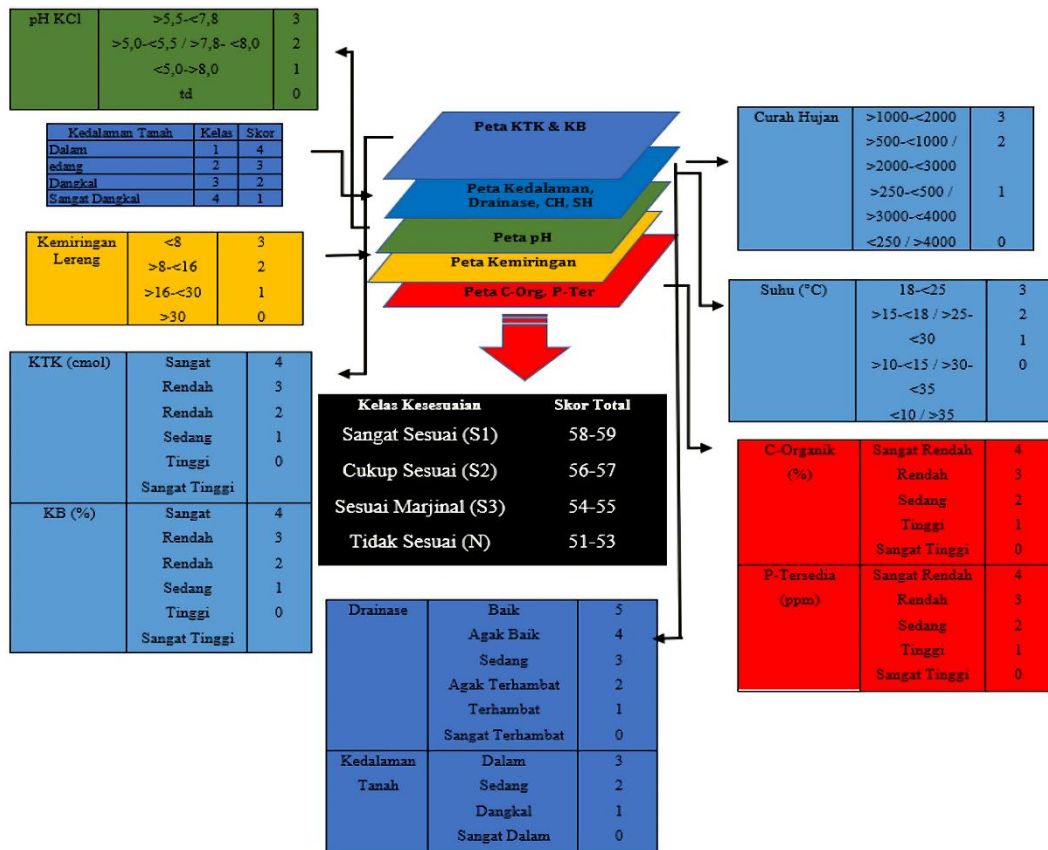 pH KCl >5,5-<7,8 3
>5,0-<5,5 / >7,8- <8,0 2
<5,0->8,0 1
td 0
Kedalaman Tanah Kelas Skor
Dalam 1 4
edang 2 3
Dangkal 3 2
Sangat Dangkal 4 1
Kemiringan Lereng <8 3
>8-<16 2
>16-<30 1
>30 0
Peta KTK & KB
Peta Kedalaman,
Drainase, CH, SH
Peta pH
Peta Kemiringan
Peta C-Org, P-Ter
Curah Hujan >1000-<2000 3
>500-<1000 / 2
>2000-<3000
>250-<500 / 1
>3000-<4000
<250 / >4000 0
Suhu (°C) 18-<25 3
>15-<18 / >25- 2
<30 1
>10-<15 / >30- 0
<35
<10 / >35
KTK (cmol) Sangat 4
Rendah 3
Rendah 2
Sedang 1
Tinggi 0
Sangat Tinggi
KB (%) Sangat 4
Rendah 3
Rendah 2
Sedang 1
Tinggi 0
Sangat Tinggi
Kelas Kesesuaian Skor Total
Sangat Sesuai (S1) 58-59
Cukup Sesuai (S2) 56-57
Sesuai Marjinal (S3) 54-55
Tidak Sesuai (N) 51-53
C-Organik Sangat Rendah 4
(%) Rendah 3
Sedang 2
Tinggi 1
Sangat Tinggi 0
P-Tersedia Sangat Rendah 4
(ppm) Rendah 3
Sedang 2
Tinggi 1
Sangat Tinggi 0
Drainase Baik 5
Agak Baik 4
Sedang 3
Agak Terhambat 2
Terhambat 1
Sangat Terhambat 0
Kedalaman Dalam 3
Tanah Sedang 2
Dangkal 1
Sangat Dalam 0